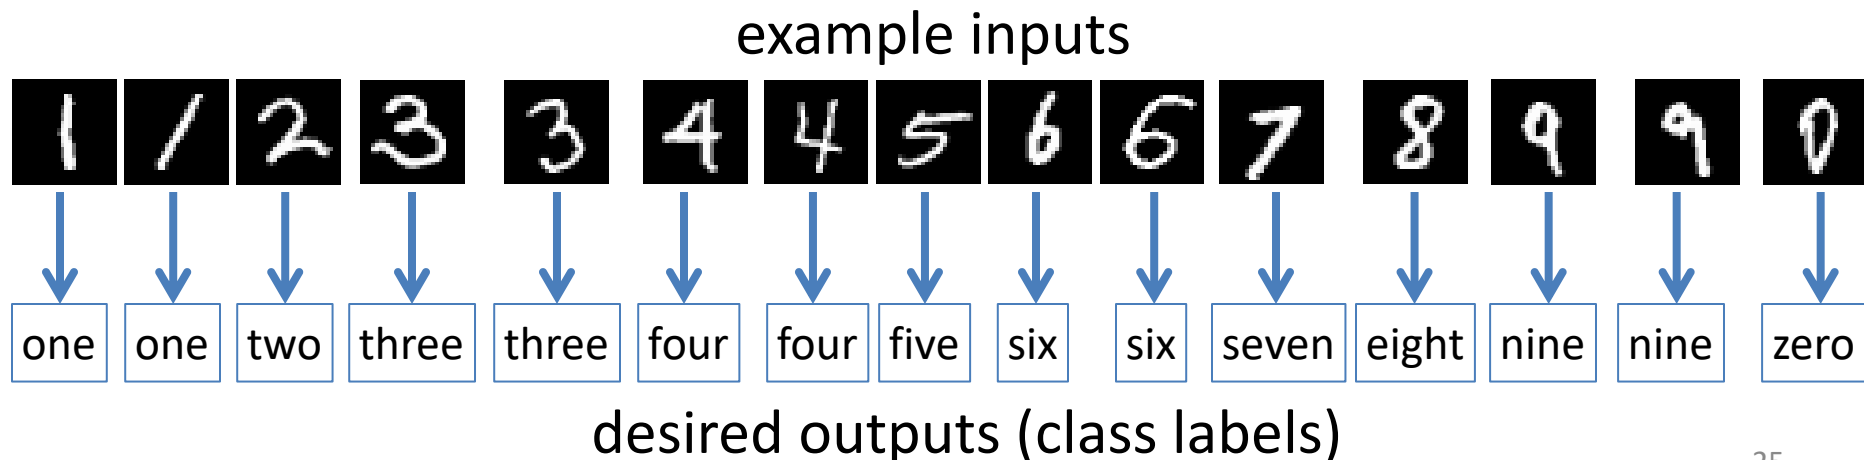 example inputs
1 1 2 3 3 4 4 5 6 6 7 8 9 9 0
one one two three three four four five six six seven eight nine nine zero
desired outputs (class labels)